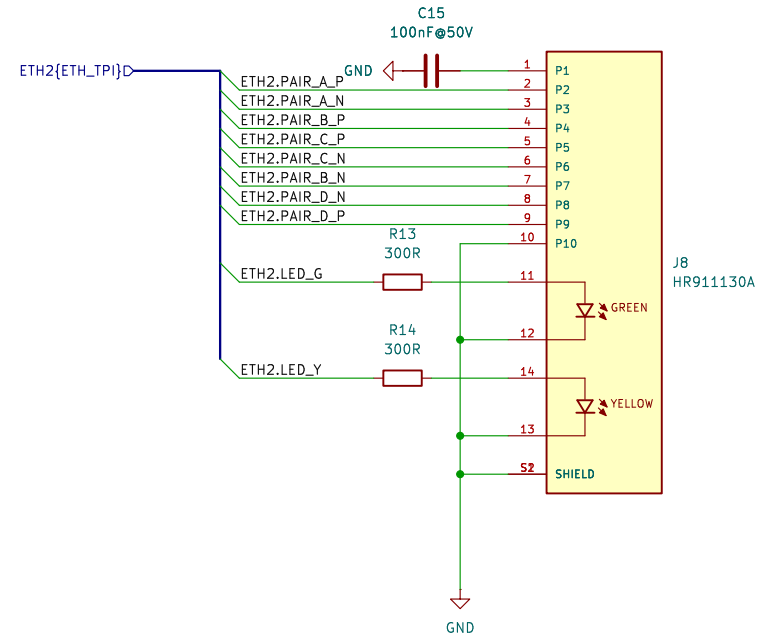 C15
100nF@50V
ETH2{ETH_TPI}
GND
1
P1
ETH2.PAIR_A_P
2
P2
ETH2.PAIR_A_N
3
P3
ETH2.PAIR_B_P
4
P4
ETH2.PAIR_C_P
5
P5
ETH2.PAIR_C_N
6
P6
ETH2.PAIR_B_N
7
P7
ETH2.PAIR_D_N
8
P8
ETH2.PAIR_D_P
9
P9
10
P10
R13
300R
J8
HR911130A
ETH2.LED_G
11
GREEN
12
R14
300R
ETH2.LED_Y
14
YELLOW
13
SHIELD
GND